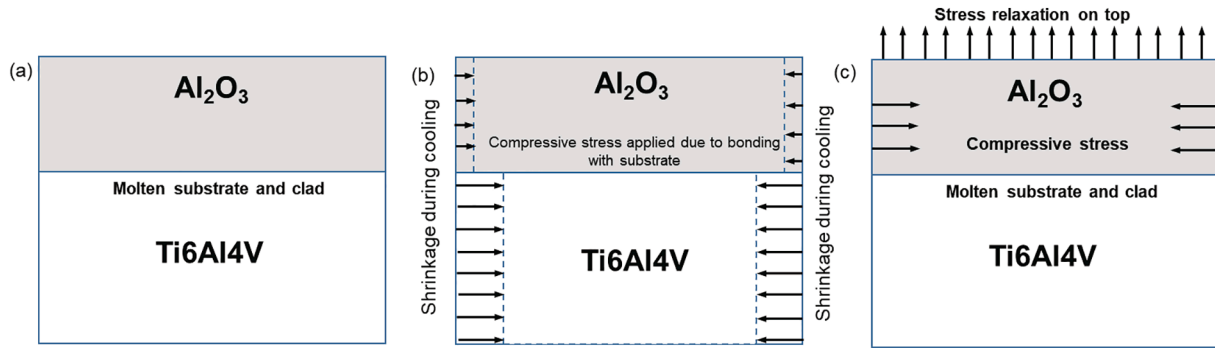 (a)
Al₂O₃
Molten substrate and clad
Ti6Al4V
(b)
Shrinkage during cooling
Al₂O₃
Compressive stress applied due to bonding
with substrate
Ti6Al4V
Shrinkage during cooling
(c)
Stress relaxation on top
Al₂O₃
Compressive stress
Molten substrate and clad
Ti6Al4V